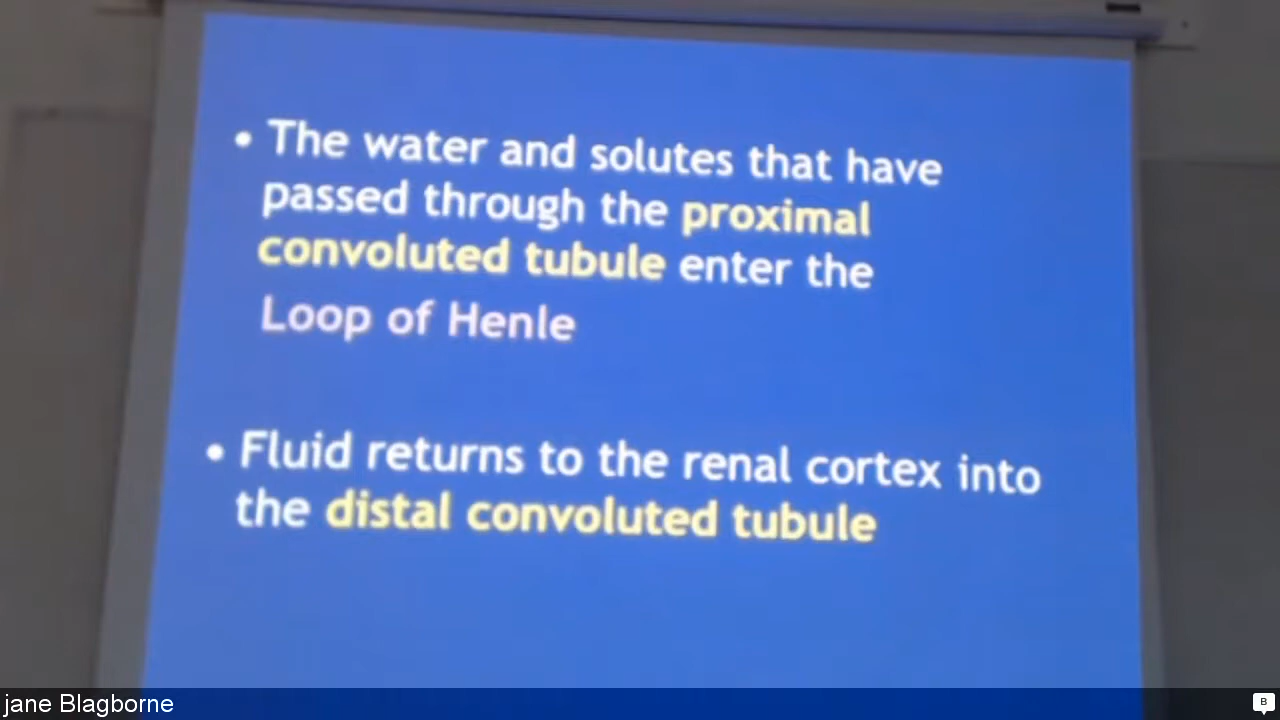 • The water and solutes that have
passed through the proximal
convoluted tubule enter the
Loop of Henle
• Fluid returns to the renal cortex into
the distal convoluted tubule
jane Blagborne
B